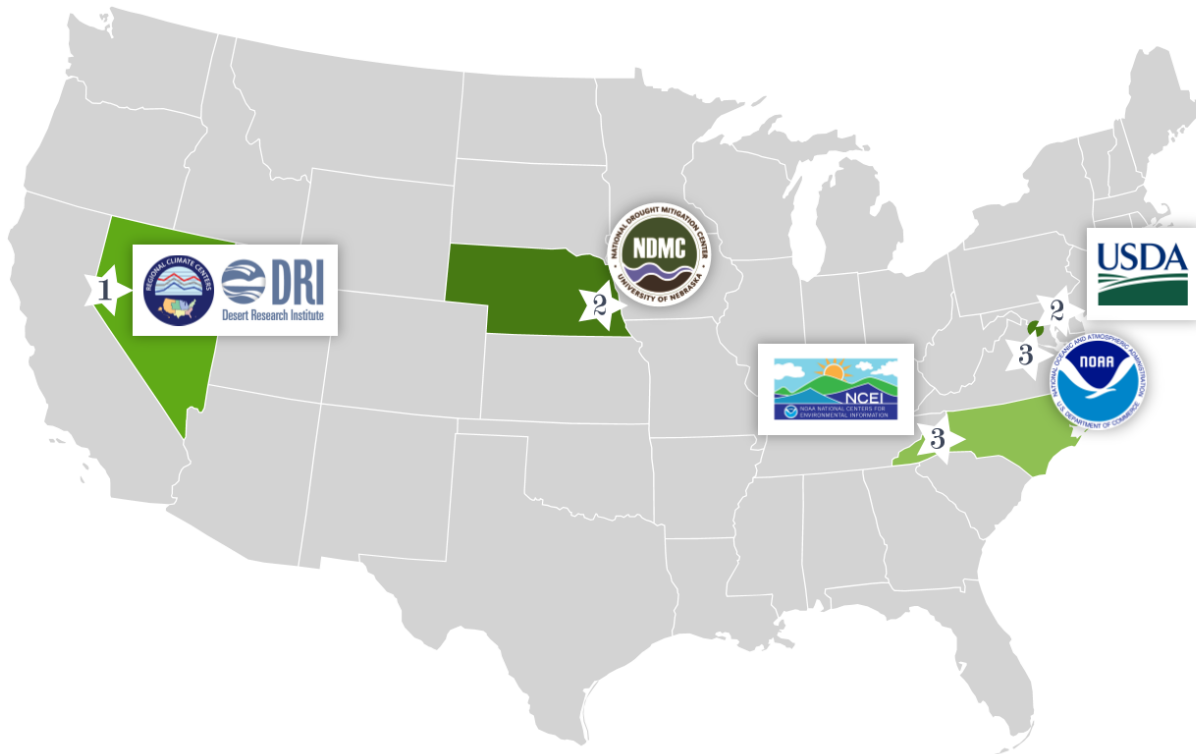 1
REGIONAL CLIMATE CENTERS
DRI
Desert Research Institute
NATIONAL DROUGHT MITIGATION CENTER
NDMC
UNIVERSITY OF NEBRASKA
2
USDA
2
3
NATIONAL OCEANIC AND ATMOSPHERIC ADMINISTRATION
NOAA
U.S. DEPARTMENT OF COMMERCE
NCEI
NOAA NATIONAL CENTERS FOR
ENVIRONMENTAL INFORMATION
3